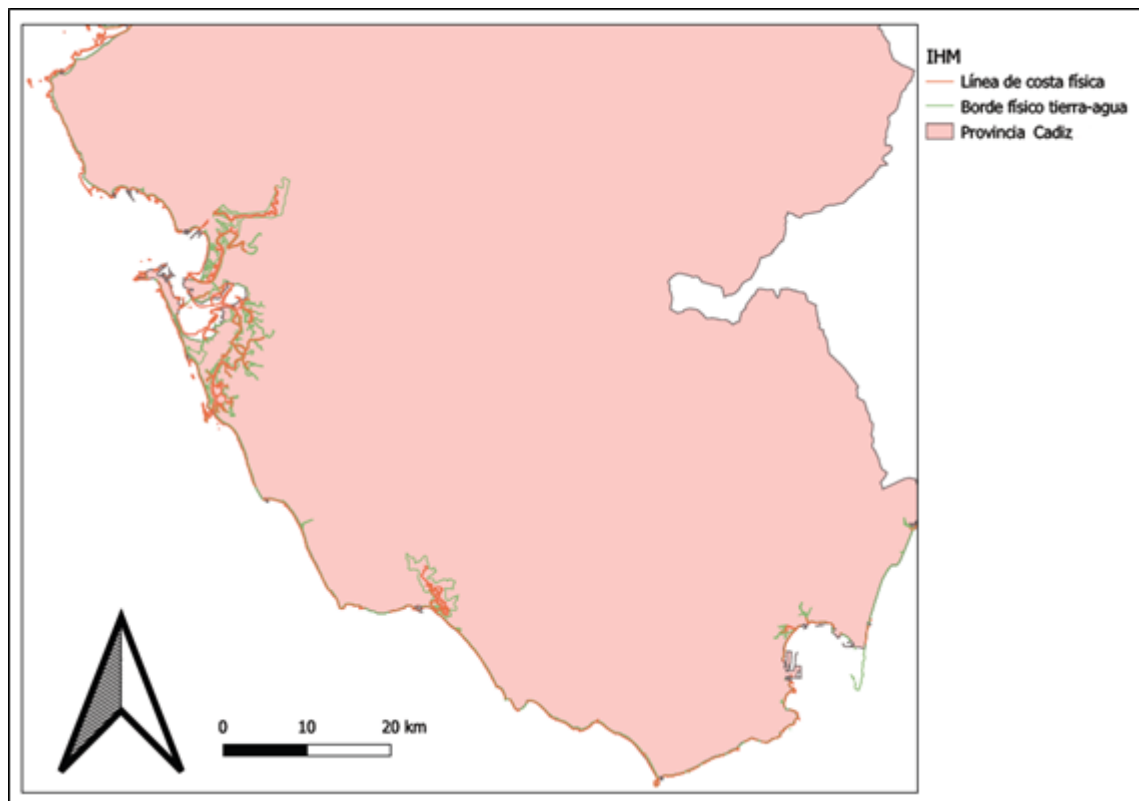 IHM
Línea de costa física
Borde físico tierra-agua
Provincia Cadiz
0 10 20 km